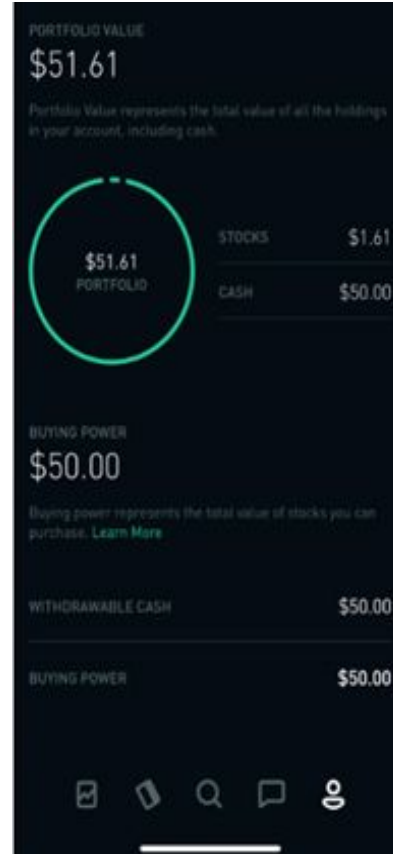 PORTFOLIO VALUE
$51.61
Portfolio Value represents the total value of all the holdings
in your account, including cash.
$51.61
PORTFOLIO
STOCKS $1.61
CASH $50.00
BUYING POWER
$50.00
Buying power represents the total value of stocks you can
purchase. Learn More
WITHDRAWABLE CASH $50.00
BUYING POWER $50.00